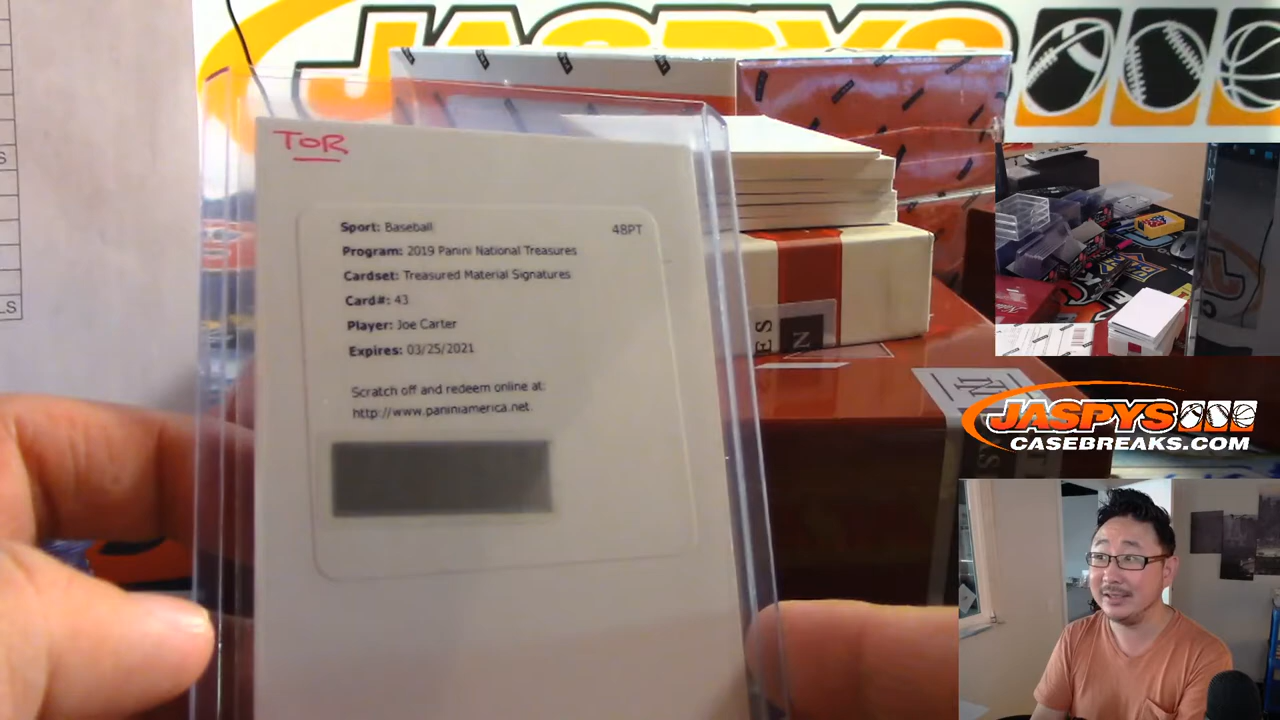 JASPYS
TOR
Sport: Baseball
48PT
Program: 2019 Panini National Treasures
Cardset: Treasured Material Signatures
Card#: 43
Player: Joe Carter
Expires: 03/25/2021
Scratch off and redeem online at:
http://www.paniniamerica.net.
JASPYS
CASEBREAKS.COM